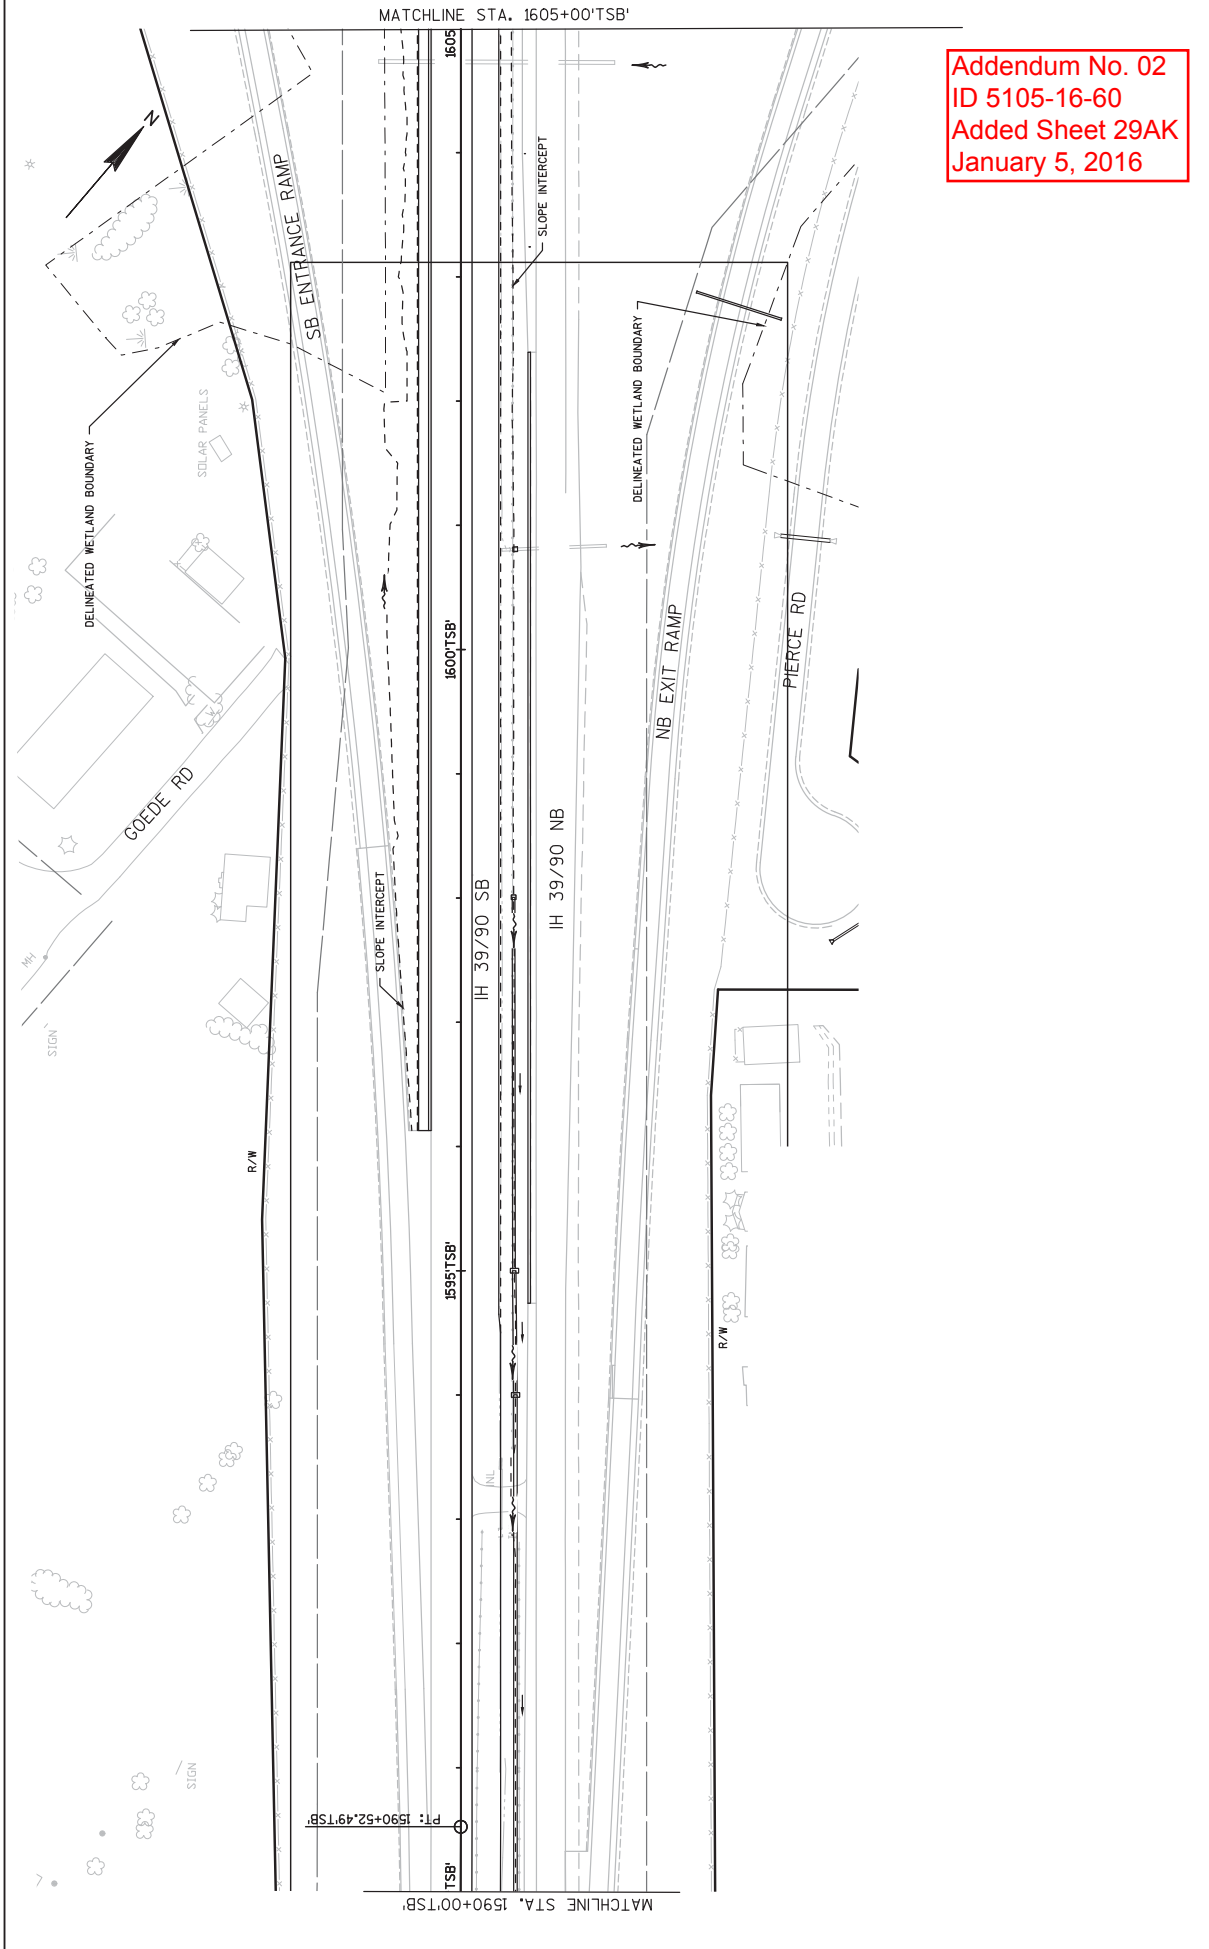 MATCHLINE STA. 1605+00'TSB'
Addendum No. 02
ID 5105-16-60
Added Sheet 29AK
January 5, 2016
1605
N
SB ENTRANCE RAMP
SLOPE INTERCEPT
DELINEATED WETLAND BOUNDARY
DELINEATED WETLAND BOUNDARY
SOLAR PANELS
1600'TSB'
NB EXIT RAMP
PIERCE RD
GOEDE RD
IH 39/90 SB
IH 39/90 NB
SLOPE INTERCEPT
MH
SIGN
R/W
1595'TSB'
R/W
INL
SIGN
PT: 1590+52.49'TSB'
TSB'
MATCHLINE STA. 1590+00'TSB'